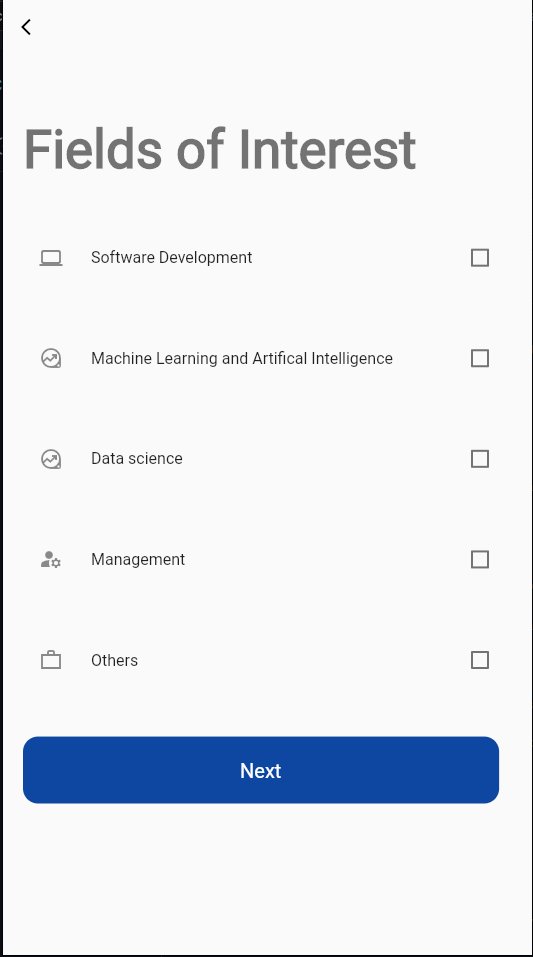 Fields of Interest
Software Development
Machine Learning and Artifical Intelligence
Data science
Management
Others
Next